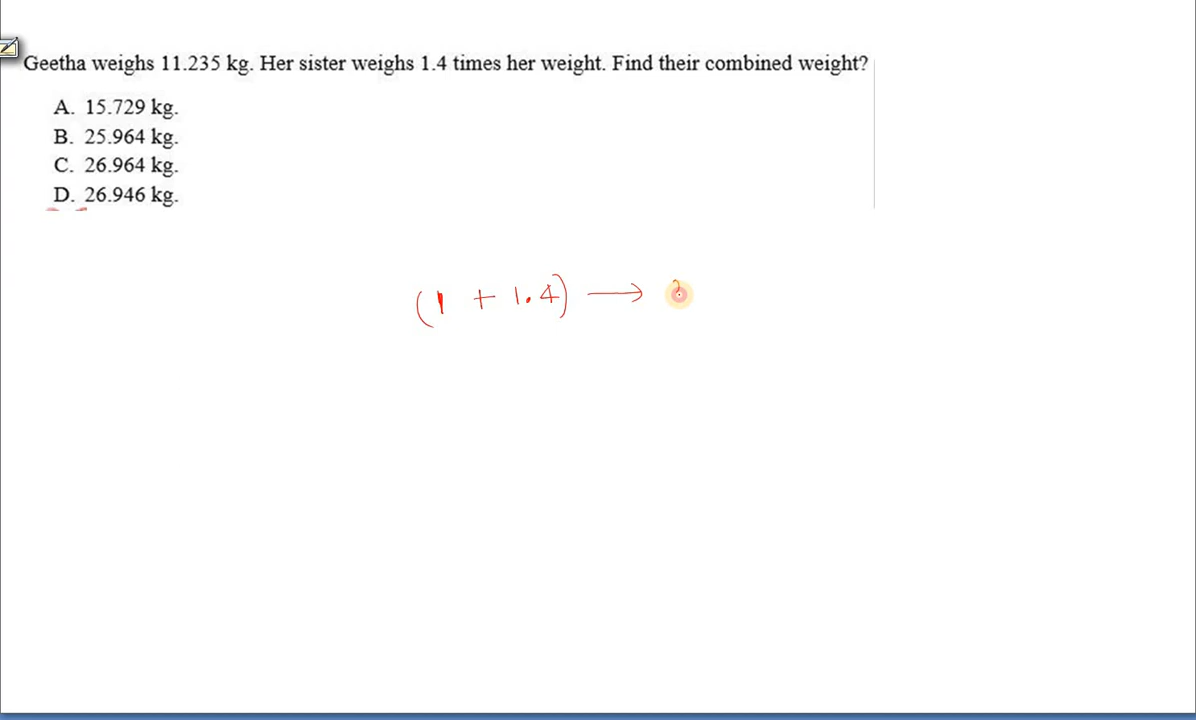 Geetha weighs 11.235 kg. Her sister weighs 1.4 times her weight. Find their combined weight?
A. 15.729 kg.
B. 25.964 kg.
C. 26.964 kg.
D. 26.946 kg.
(1 + 1.4) →